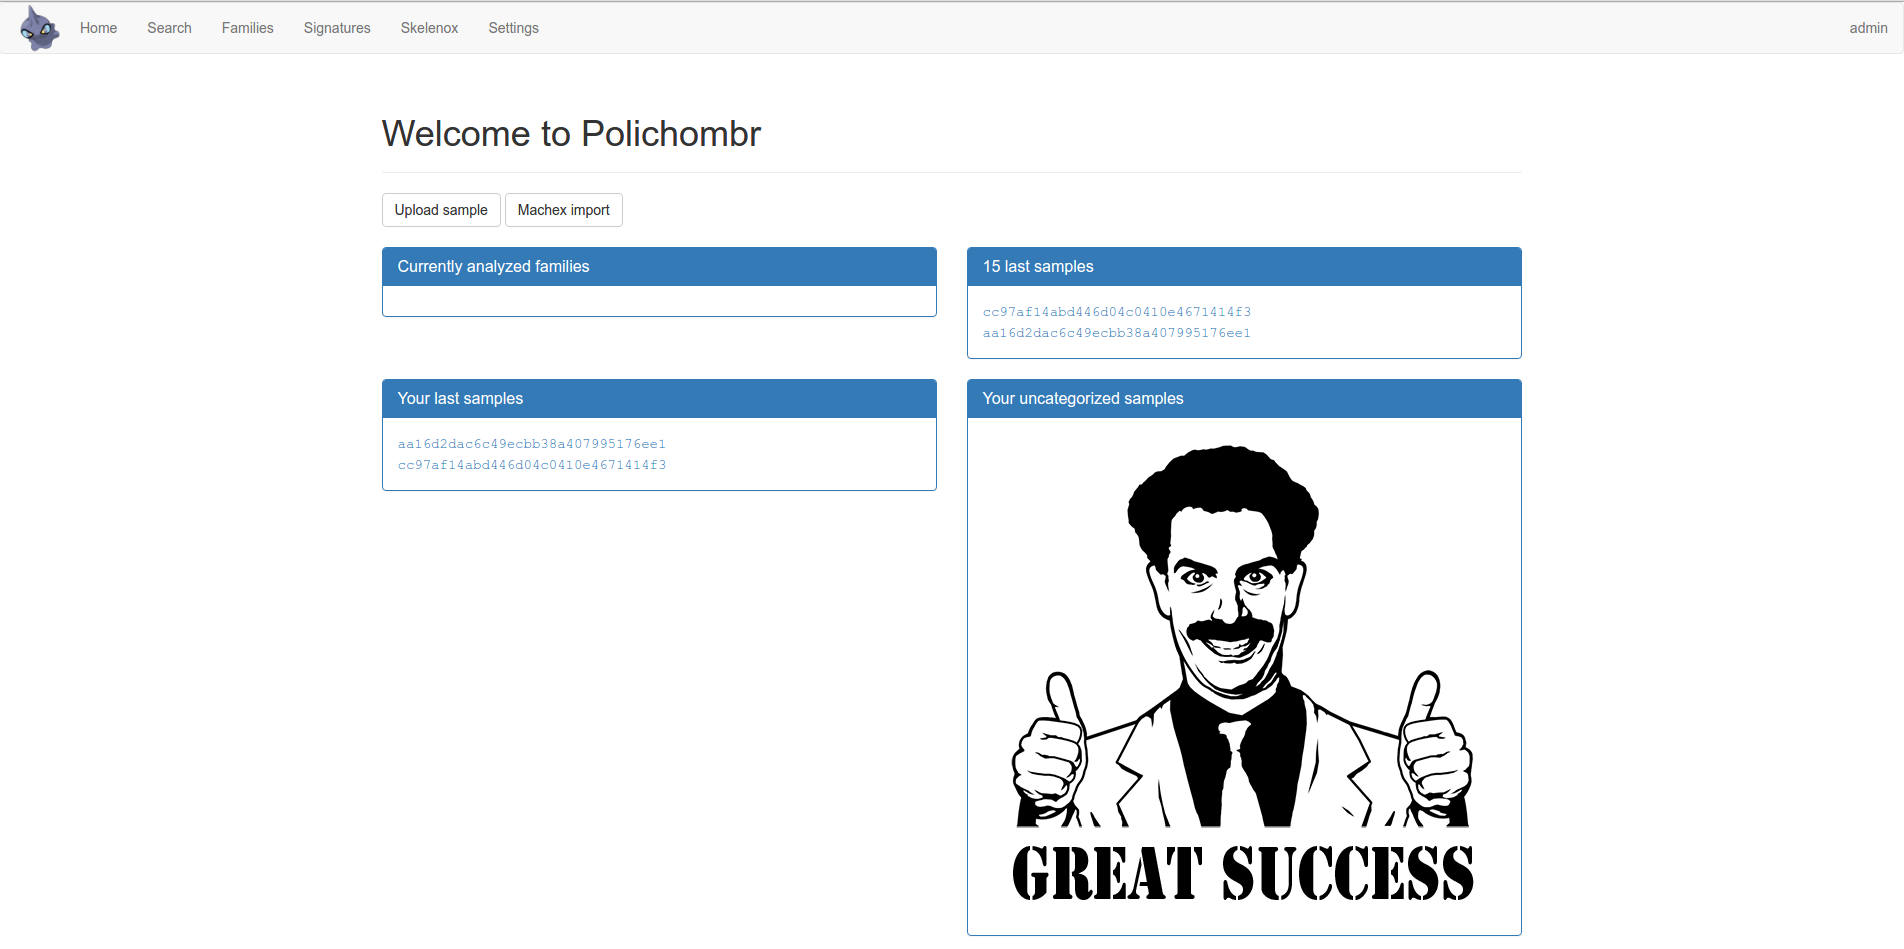 Home Search Families Signatures Skelenox Settings admin
Welcome to Polichombr
Upload sample Machex import
Currently analyzed families
15 last samples
cc97af14abd446d04c0410e4671414f3
aa16d2dac6c49ecbb38a407995176ee1
Your last samples
aa16d2dac6c49ecbb38a407995176ee1
cc97af14abd446d04c0410e4671414f3
Your uncategorized samples
GREAT SUCCESS